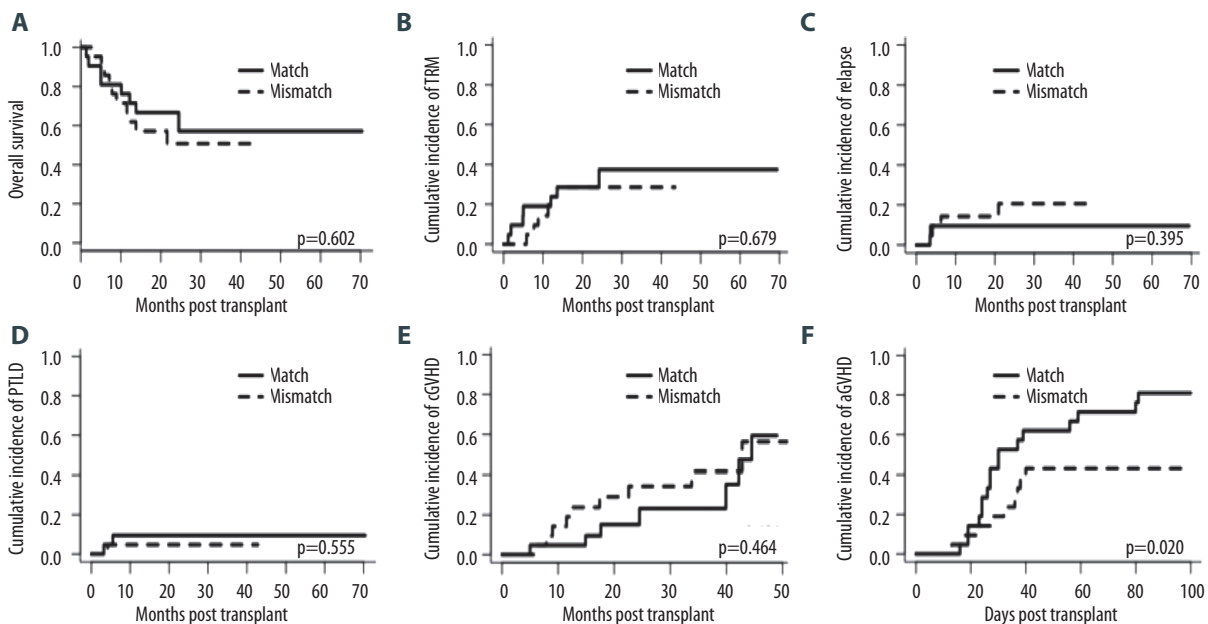 A
Overall survival
1.0
0.8
0.6
0.4
0.2
0.0
Match
Mismatch
p=0.602
0 10 20 30 40 50 60 70
Months post transplant
B
Cumulative incidence of TRM
1.0
0.8
0.6
0.4
0.2
0.0
Match
Mismatch
p=0.679
0 10 20 30 40 50 60 70
Months post transplant
C
Cumulative incidence of relapse
1.0
0.8
0.6
0.4
0.2
0.0
Match
Mismatch
p=0.395
0 10 20 30 40 50 60 70
Months post transplant
D
Cumulative incidence of PTLD
1.0
0.8
0.6
0.4
0.2
0.0
Match
Mismatch
p=0.555
0 10 20 30 40 50 60 70
Months post transplant
E
Cumulative incidence of cGVHD
1.0
0.8
0.6
0.4
0.2
0.0
Match
Mismatch
p=0.464
0 10 20 30 40 50
Months post transplant
F
Cumulative incidence of aGVHD
1.0
0.8
0.6
0.4
0.2
0.0
Match
Mismatch
p=0.020
0 20 40 60 80 100
Days post transplant